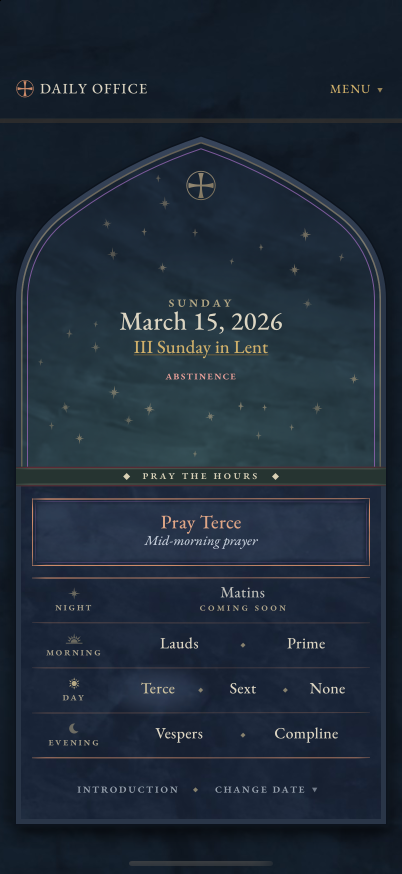 DAILY OFFICE
MENU ▼
SUNDAY
March 15, 2026
III Sunday in Lent
ABSTINENCE
◆ PRAY THE HOURS ◆
Pray Terce
Mid-morning prayer
NIGHT
Matins
COMING SOON
MORNING
Lauds ◆ Prime
DAY
Terce ◆ Sext ◆ None
EVENING
Vespers ◆ Compline
INTRODUCTION ◆ CHANGE DATE ▼